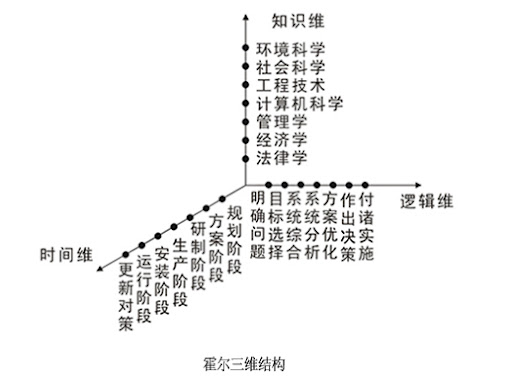 知识维
环境科学
社会科学
工程技术
计算机科学
管理学
经济学
法律学
逻辑维
明确问题
目标选择
系统综合
系统分析
方案优化
作出决策
付诸实施
时间维
规划阶段
方案阶段
研制阶段
生产阶段
安装阶段
运行阶段
更新对策
霍尔三维结构